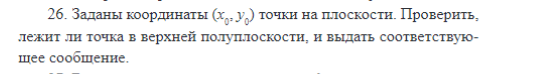 26. Заданы координаты (x₀, y₀) точки на плоскости. Проверить,
лежит ли точка в верхней полуплоскости, и выдать соответствую-
щее сообщение.